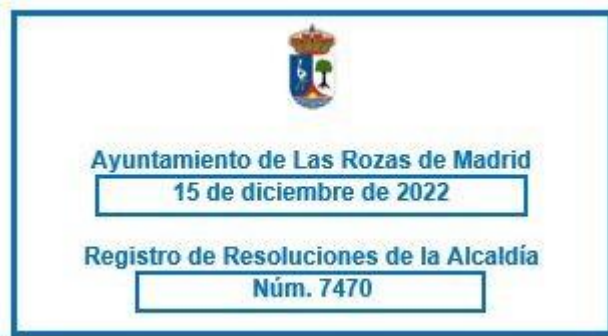 Ayuntamiento de Las Rozas de Madrid
15 de diciembre de 2022
Registro de Resoluciones de la Alcaldía
Núm. 7470